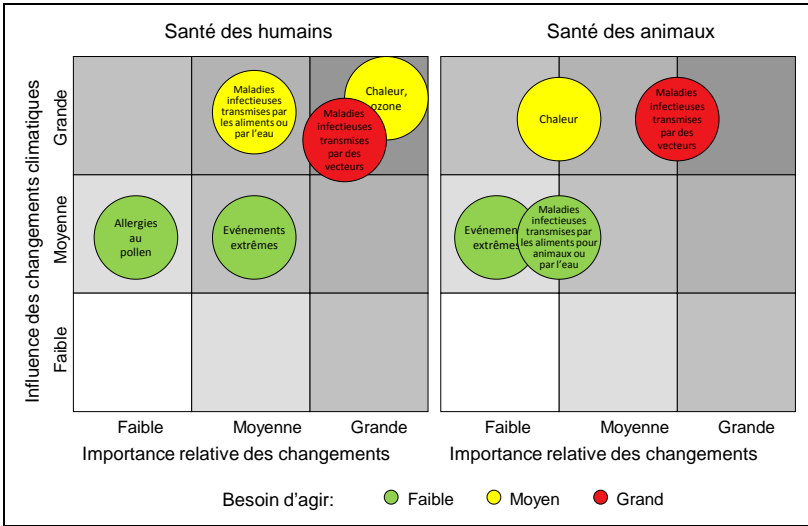 Santé des humains
Santé des animaux
Influence des changements climatiques
Grande
Moyenne
Faible
Maladies
infectieuses
transmises par
les aliments ou
par l'eau
Chaleur,
ozone
Maladies
infectieuses
transmises
par des
vecteurs
Allergies
au
pollen
Evénements
extrêmes
Chaleur
Maladies
infectieuses
transmises
par des
vecteurs
Evénements
extrêmes
Maladies
infectieuses
transmises par
les aliments pour
animaux ou
par l'eau
Faible
Moyenne
Grande
Faible
Moyenne
Grande
Importance relative des changements
Importance relative des changements
Besoin d'agir:
Faible
Moyen
Grand